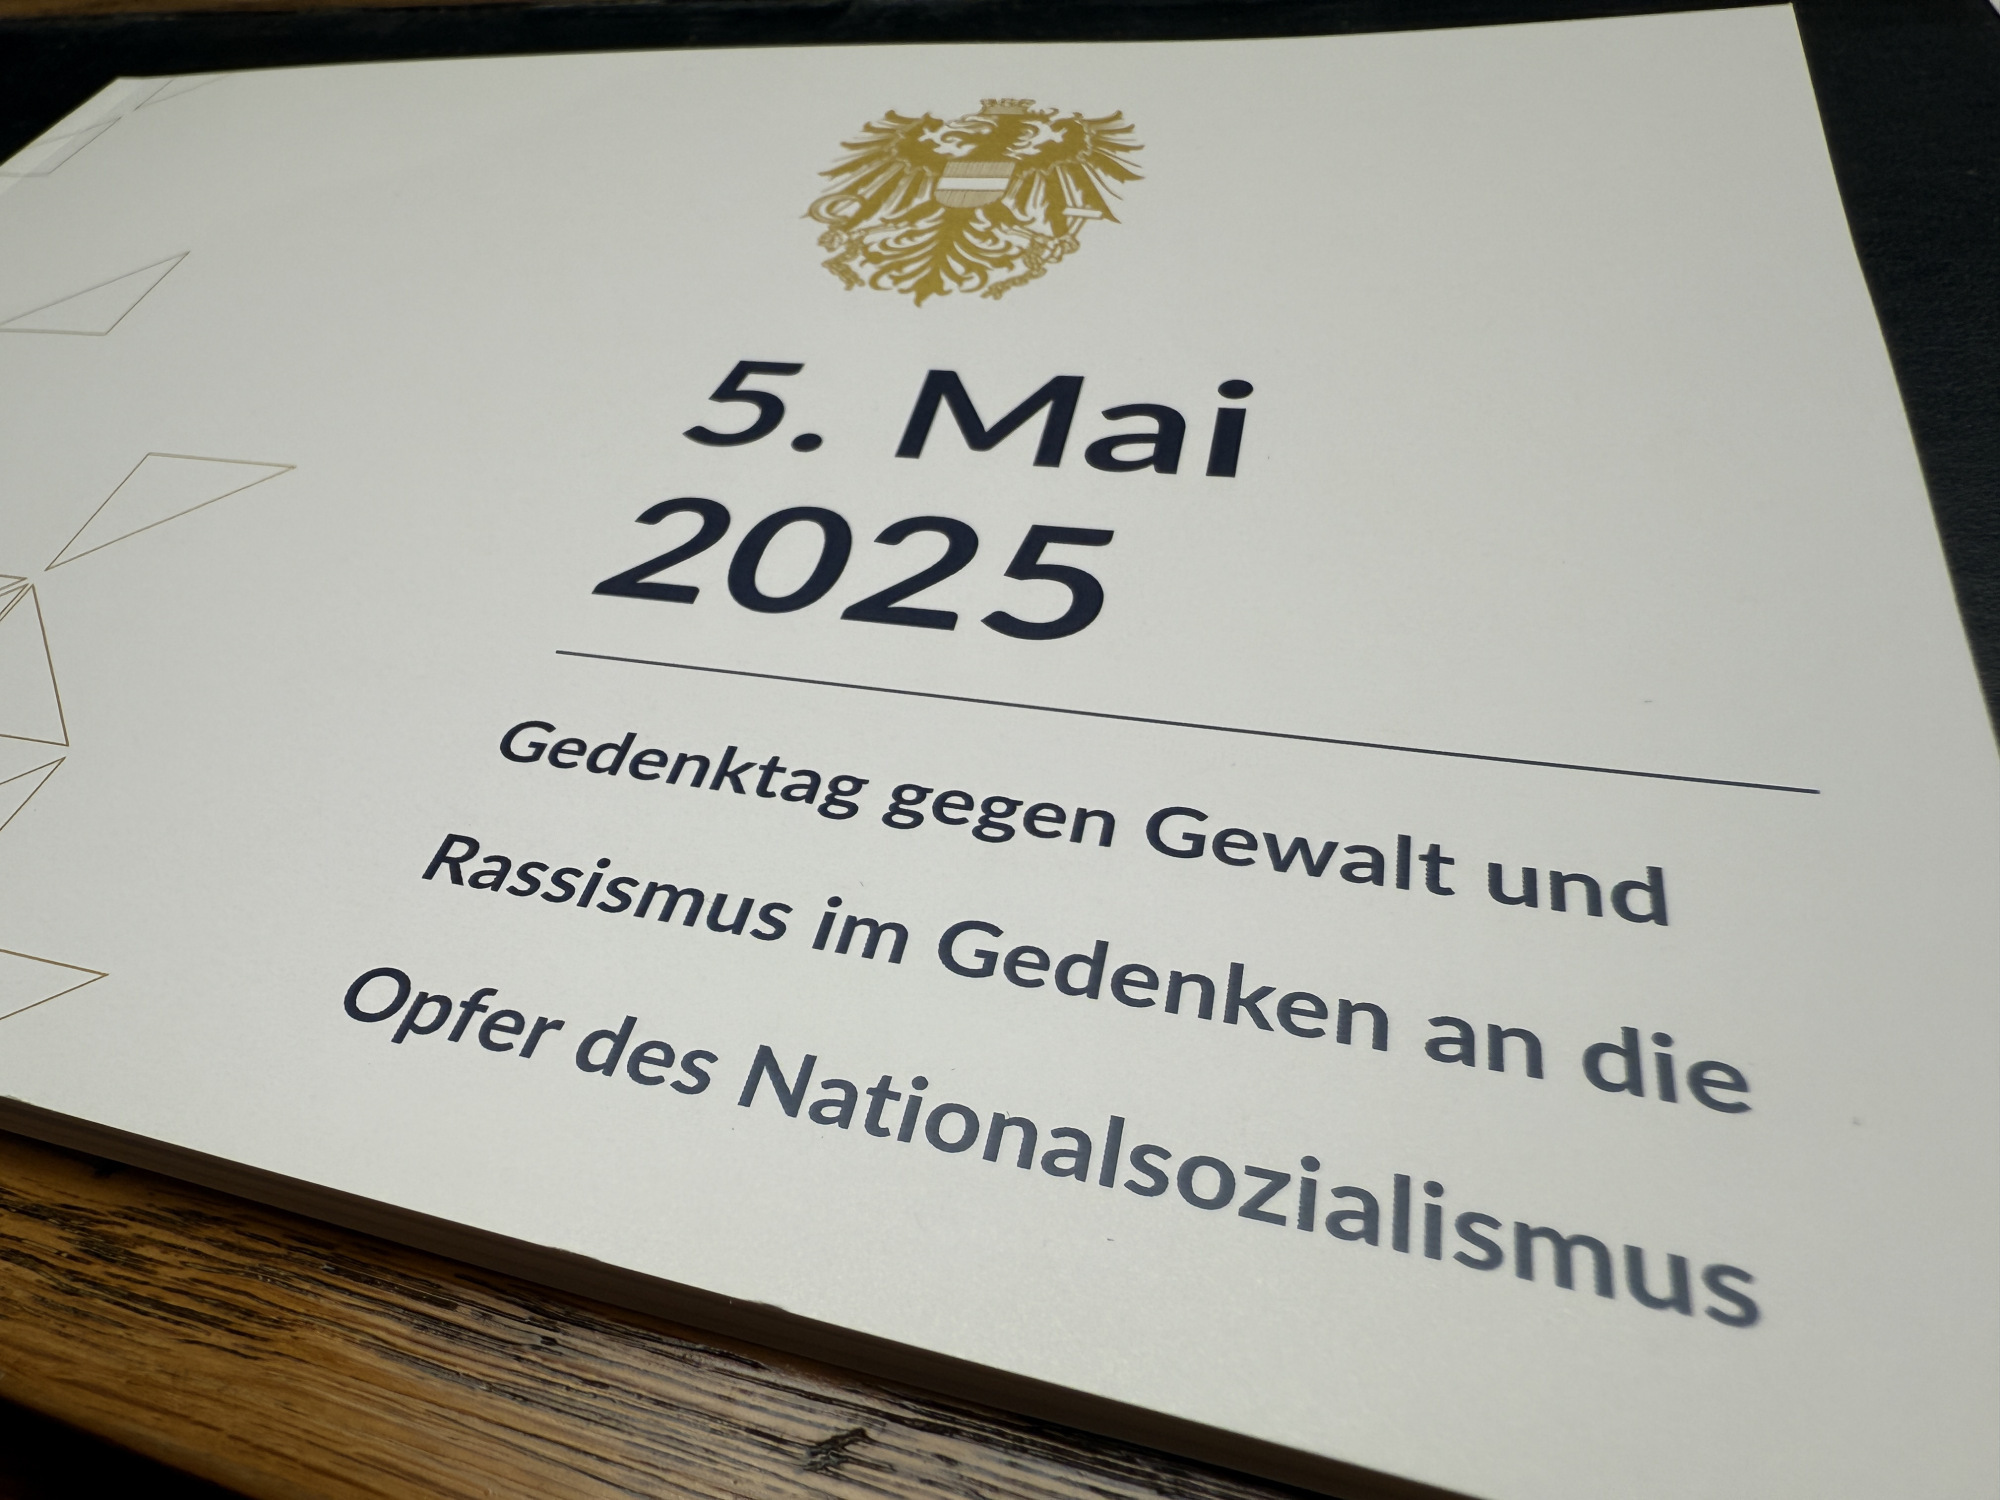 5. Mai
2025
Gedenktag gegen Gewalt und
Rassismus im Gedenken an die
Opfer des Nationalsozialismus